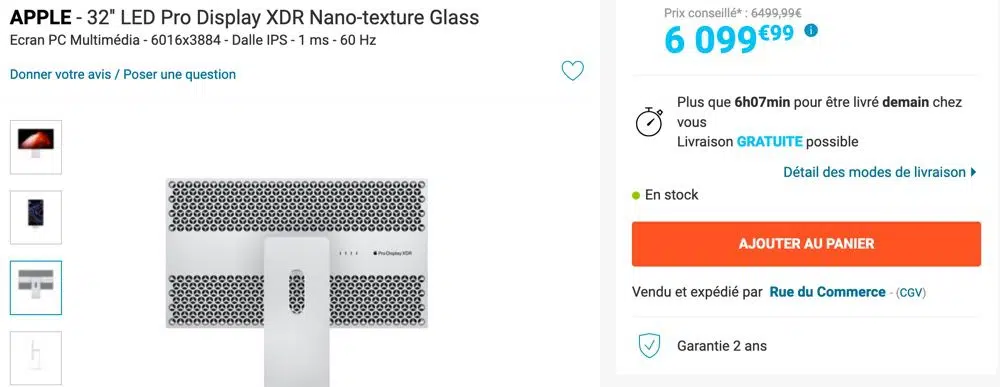 APPLE - 32" LED Pro Display XDR Nano-texture Glass
Ecran PC Multimédia - 6016x3884 - Dalle IPS - 1 ms - 60 Hz
Donner votre avis / Poser une question
Pro Display XDR
Prix conseillé* : 6499,99€
6 099€99
Plus que 6h07min pour être livré demain chez
vous
Livraison GRATUITE possible
Détail des modes de livraison
En stock
AJOUTER AU PANIER
Vendu et expédié par Rue du Commerce - (CGV)
Garantie 2 ans